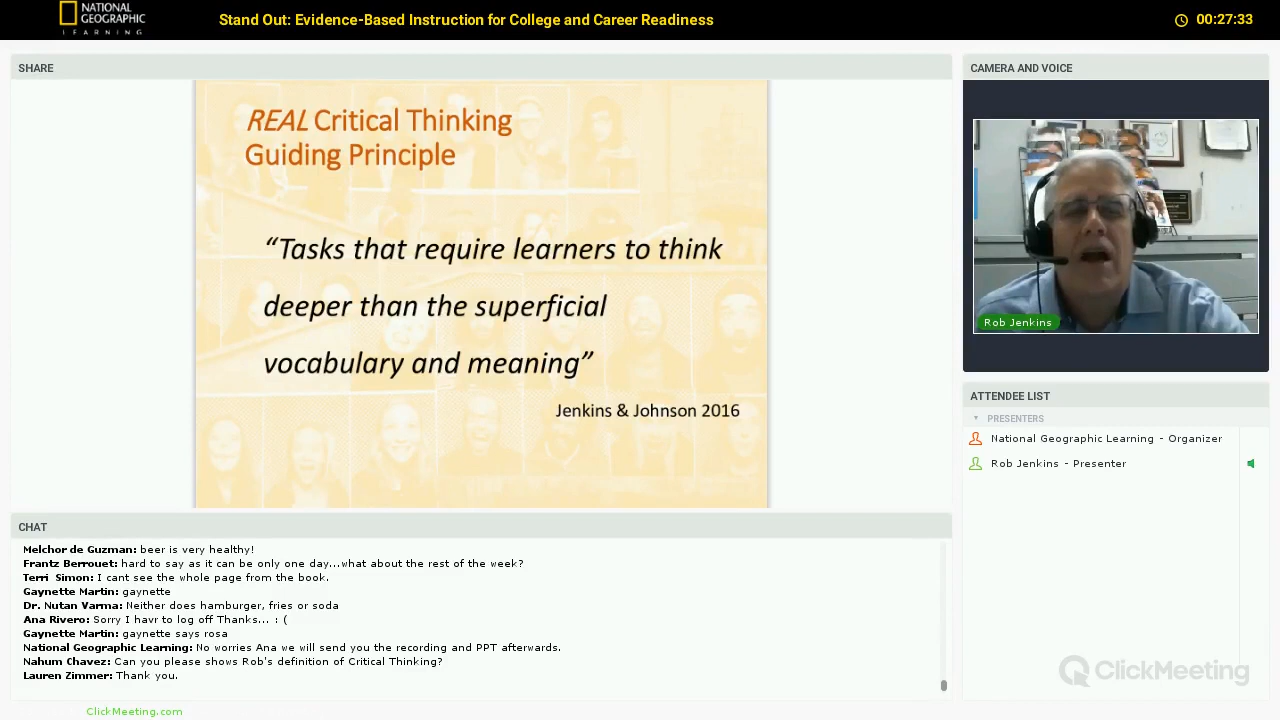 NATIONAL
GEOGRAPHIC
LEARNING
Stand Out: Evidence-Based Instruction for College and Career Readiness
00:27:33
SHARE
REAL Critical Thinking
Guiding Principle
“Tasks that require learners to think
deeper than the superficial
vocabulary and meaning”
Jenkins & Johnson 2016
CAMERA AND VOICE
Rob Jenkins
ATTENDEE LIST
PRESENTERS
National Geographic Learning - Organizer
Rob Jenkins - Presenter
CHAT
Melchor de Guzman: beer is very healthy!
Frantz Berrouet: hard to say as it can be only one day...what about the rest of the week?
Terri Simon: I cant see the whole page from the book.
Gaynette Martin: gaynette
Dr. Nutan Varma: Neither does hamburger, fries or soda
Ana Rivero: Sorry I havr to log off Thanks... : (
Gaynette Martin: gaynette says rosa
National Geographic Learning: No worries Ana we will send you the recording and PPT afterwards.
Nahum Chavez: Can you please shows Rob's definition of Critical Thinking?
Lauren Zimmer: Thank you.
ClickMeeting
ClickMeeting.com